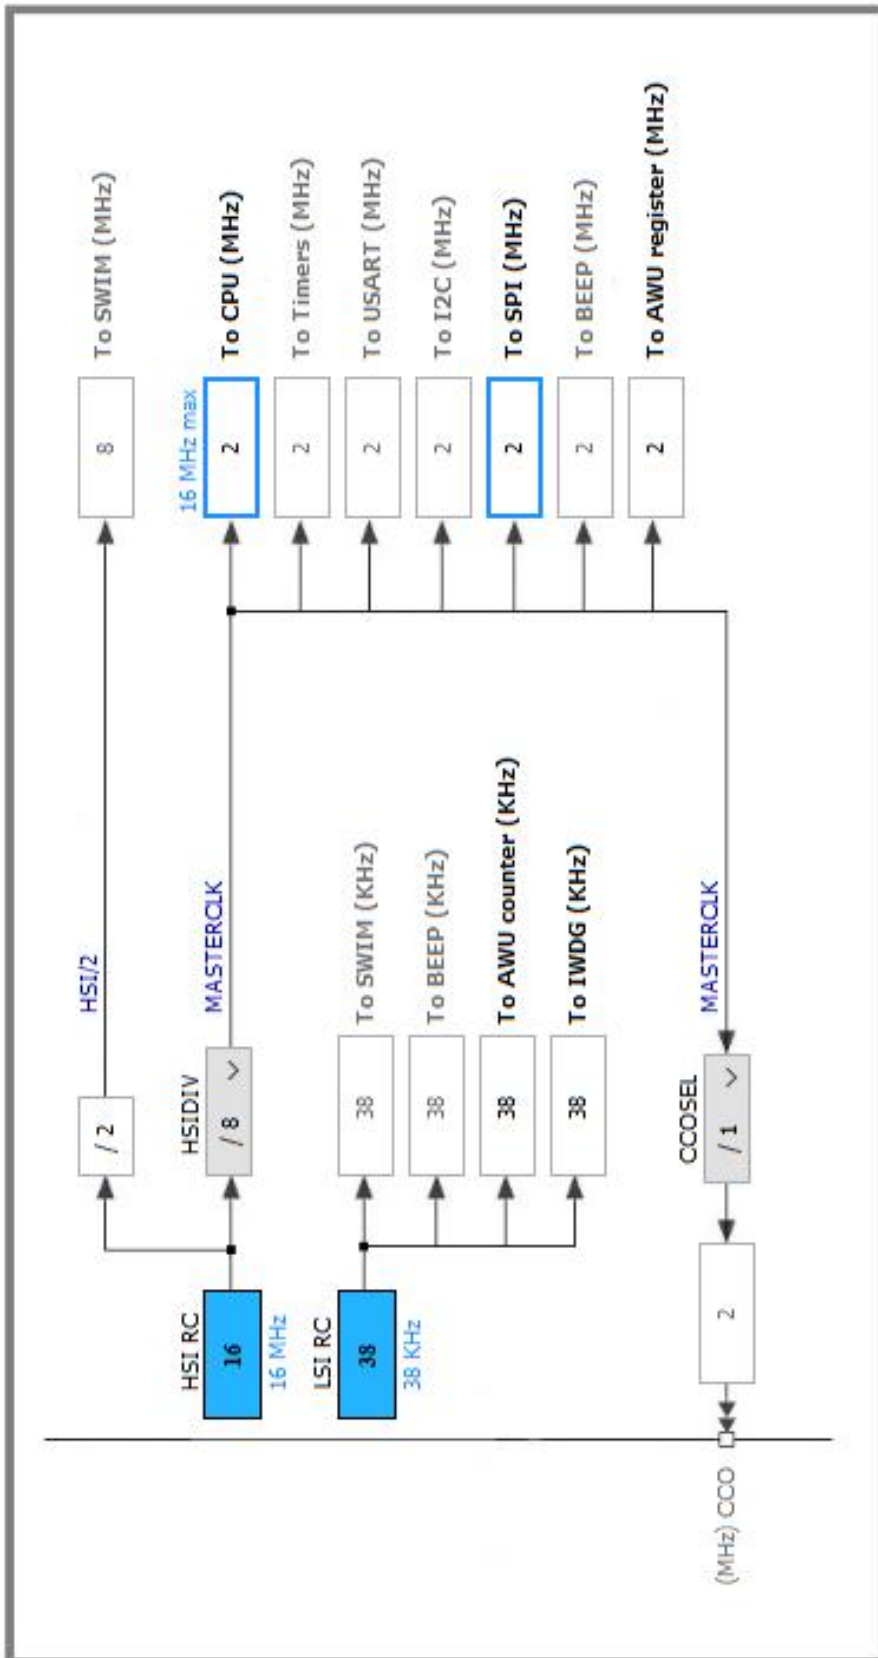 HSI/2
/ 2
8
To SWIM (MHz)
HSI RC
16
16 MHz
HSIDIV
/ 8
MASTERCLK
16 MHz max
2
To CPU (MHz)
2
To Timers (MHz)
2
To USART (MHz)
2
To I2C (MHz)
2
To SPI (MHz)
2
To BEEP (MHz)
2
To AWU register (MHz)
LSI RC
38
38 KHz
38
To SWIM (KHz)
38
To BEEP (KHz)
38
To AWU counter (KHz)
38
To IWDG (KHz)
(MHz) CCO
2
CCOSEL
/ 1
MASTERCLK